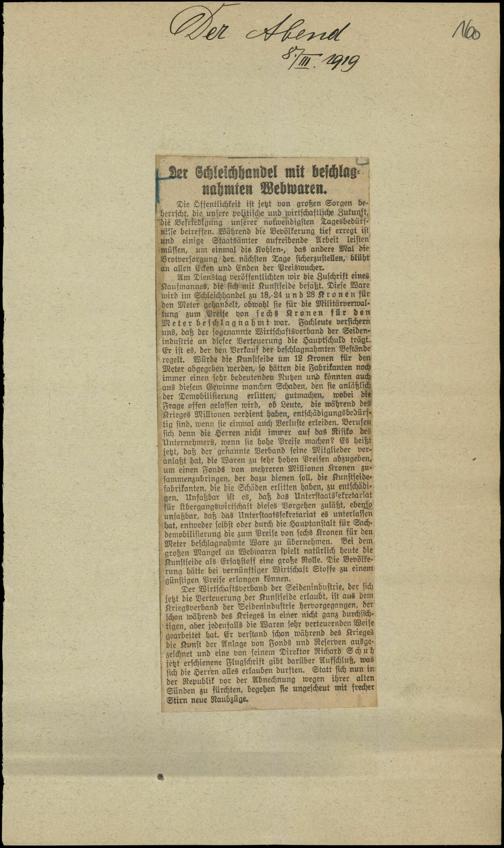 Der Abend
8./III. 1919
Der Schleichhandel mit beschlag-
nahmten Webwaren.
Die Öffentlichkeit ist jetzt von großen Sorgen be-
herrscht, die unsere politische und wirtschaftliche Zukunft,
die Befriedigung unserer notwendigsten Tagesbedürf-
nisse betreffen. Während die Bevölkerung tief erregt ist
und einige Staatsämter aufreibende Arbeit leisten
müssen, um einmal die Kohlen-, das andere Mal die
Brotversorgung der nächsten Tage sicherzustellen, blüht
an allen Ecken und Enden der Preiswucher.
Am Dienstag veröffentlichten wir die Zuschrift eines
Kaufmannes, die sich mit Kunstseide befaßt. Diese Ware
wird im Schleichhandel zu 18, 24 und 28 Kronen für
den Meter gehandelt, obwohl sie für die Militärverwal-
tung zum Preise von sechs Kronen für den
Meter beschlagnahmt war. Fachleute versichern
uns, daß der sogenannte Wirtschaftsverband der Seiden-
industrie an dieser Verteuerung die Hauptschuld trägt.
Er ist es, der den Verkauf der beschlagnahmten Bestände
regelt. Würde die Kunstseide um 12 Kronen für den
Meter abgegeben werden, so hätten die Fabrikanten noch
immer einen sehr bedeutenden Nutzen und könnten auch
aus diesem Gewinne manchen Schaden, den sie anläßlich
der Demobilisierung erlitten, gutmachen, wobei die
Frage offen gelassen wird, ob Leute, die während des
Krieges Millionen verdient haben, entschädigungsbedürf-
tig sind, wenn sie einmal auch Verluste erleiden. Berufen
sich denn die Herren nicht immer auf das Risiko des
Unternehmers, wenn sie hohe Preise machen? Es heißt
jetzt, daß der genannte Verband seine Mitglieder ver-
anlaßt hat, die Waren zu sehr hohen Preisen abzugeben,
um einen Fonds von mehreren Millionen Kronen zu-
sammenzubringen, der dazu dienen soll, die Kunstseide-
fabrikanten, die die Schäden erlitten haben, zu entschädi-
gen. Unfaßbar ist es, daß das Unterstaatssekretariat
für Übergangswirtschaft dieses Vorgehen zuläßt, ebenso
unfaßbar, daß das Unterstaatssekretariat es unterlassen
hat, entweder selbst oder durch die Hauptanstalt für Sach-
demobilisierung die zum Preise von sechs Kronen für den
Meter beschlagnahmte Ware zu übernehmen. Bei dem
großen Mangel an Webwaren spielt natürlich heute die
Kunstseide als Ersatzstoff eine große Rolle. Die Bevölke-
rung hätte bei vernünftiger Wirtschaft Stoffe zu einem
günstigen Preise erlangen können.
Der Wirtschaftsverband der Seidenindustrie, der sich
jetzt die Verteuerung der Kunstseide erlaubt, ist aus dem
Kriegsverband der Seidenindustrie hervorgegangen, der
schon während des Krieges in einer nicht ganz durchsich-
tigen, aber jedenfalls die Waren sehr verteuernden Weise
gearbeitet hat. Er verstand schon während des Krieges
die Kunst der Anlage von Fonds und Reserven ausge-
zeichnet und eine von seinem Direktor Richard Schuh
jetzt erschienene Flugschrift gibt darüber Aufschluß, was
sich die Herren alles erlauben durften. Statt sich nun in
der Republik vor der Abrechnung wegen ihrer alten
Sünden zu fürchten, begehen sie ungescheut mit frecher
Stirn neue Raubzüge.